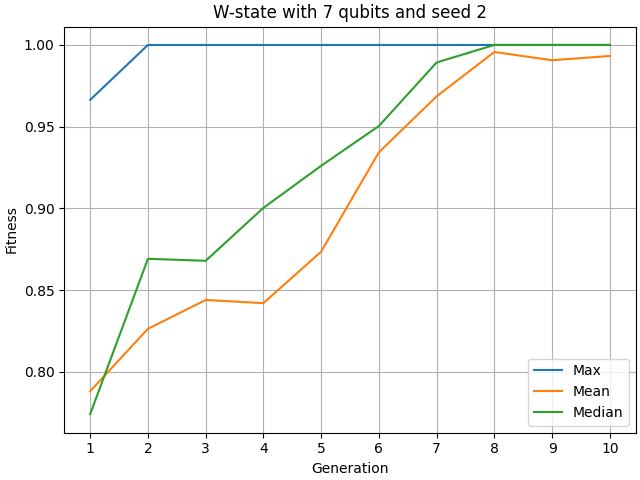 W-state with 7 qubits and seed 2
1.00
0.95
0.90
0.85
0.80
Fitness
Max
Mean
Median
1 2 3 4 5 6 7 8 9 10
Generation